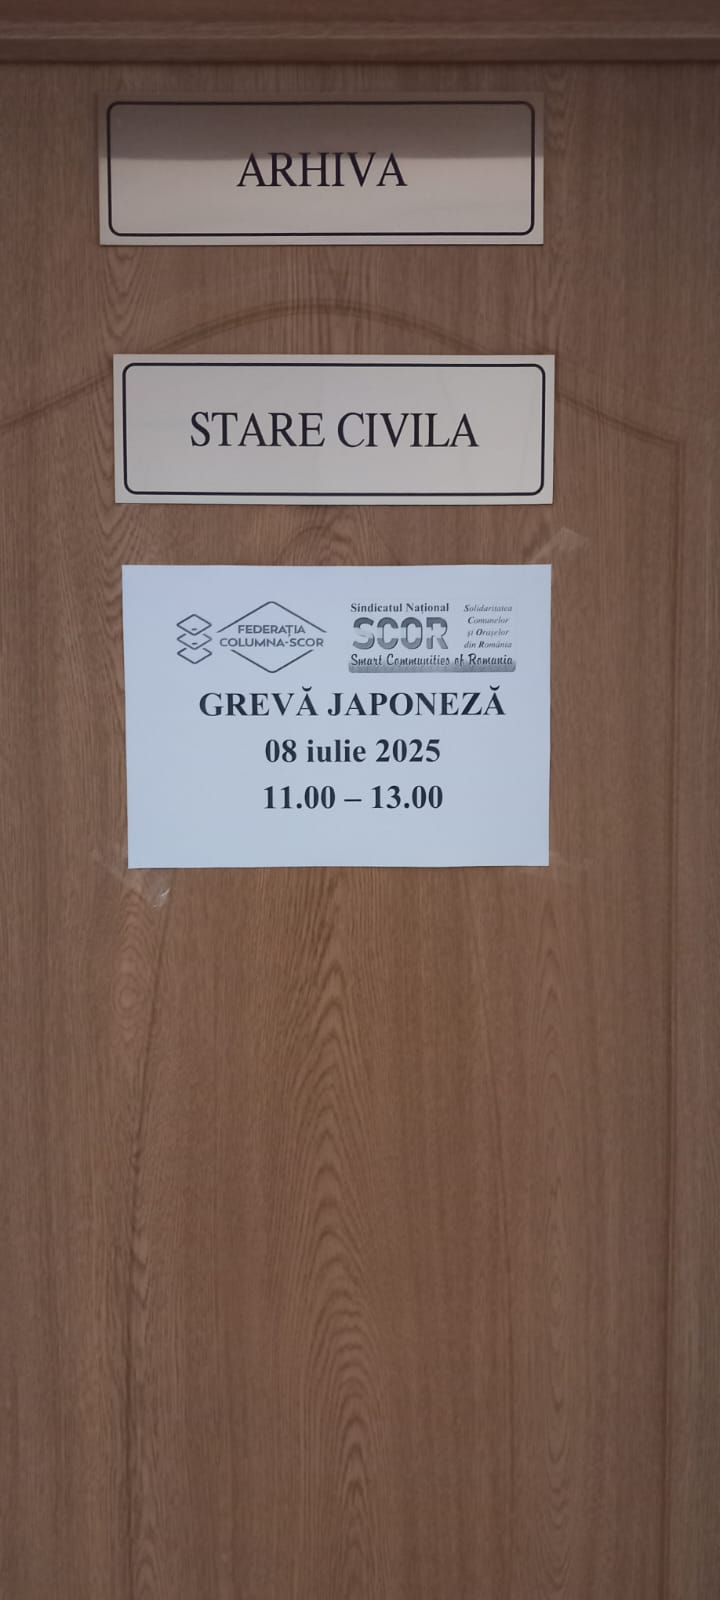 ARHIVA
STARE CIVILA
FEDERAȚIA
COLUMNA-SCOR
Sindicatul Național
SCOR
Smart Communities of Romania
Solidaritatea
Comunelor
și Orașelor
din România
GREVĂ JAPONEZĂ
08 iulie 2025
11.00 – 13.00